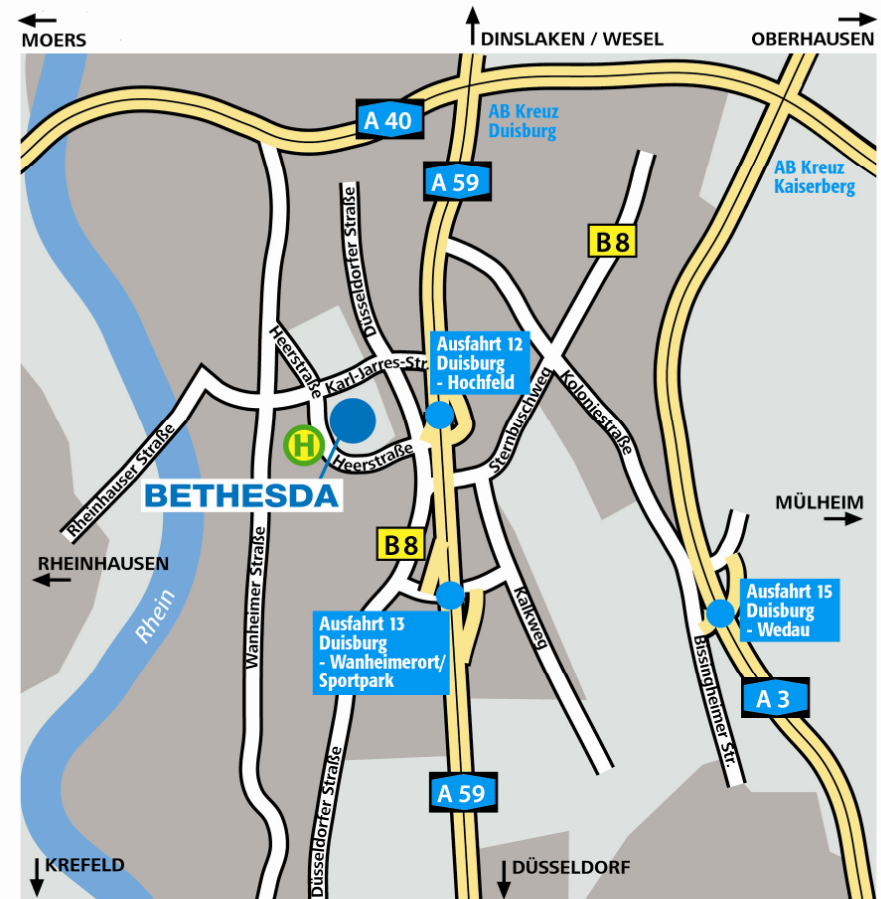 MOERS
DINSLAKEN / WESEL
OBERHAUSEN
A 40
AB Kreuz
Duisburg
A 59
AB Kreuz
Kaiserberg
B 8
Düsseldorfer Straße
Heerstraße
Karl-Jarres-Str.
Ausfahrt 12
Duisburg
- Hochfeld
Sternbuschweg
Koloniestraße
Rheinhauser Straße
H
Heerstraße
BETHESDA
MÜLHEIM
B 8
RHEINHAUSEN
Rhein
Wanheimer Straße
Ausfahrt 13
Duisburg
- Wanheimerort/
Sportpark
Kalkweg
Ausfahrt 15
Duisburg
- Wedau
Bissingheimer Str.
A 3
Düsseldorfer Straße
A 59
KREFELD
DÜSSELDORF